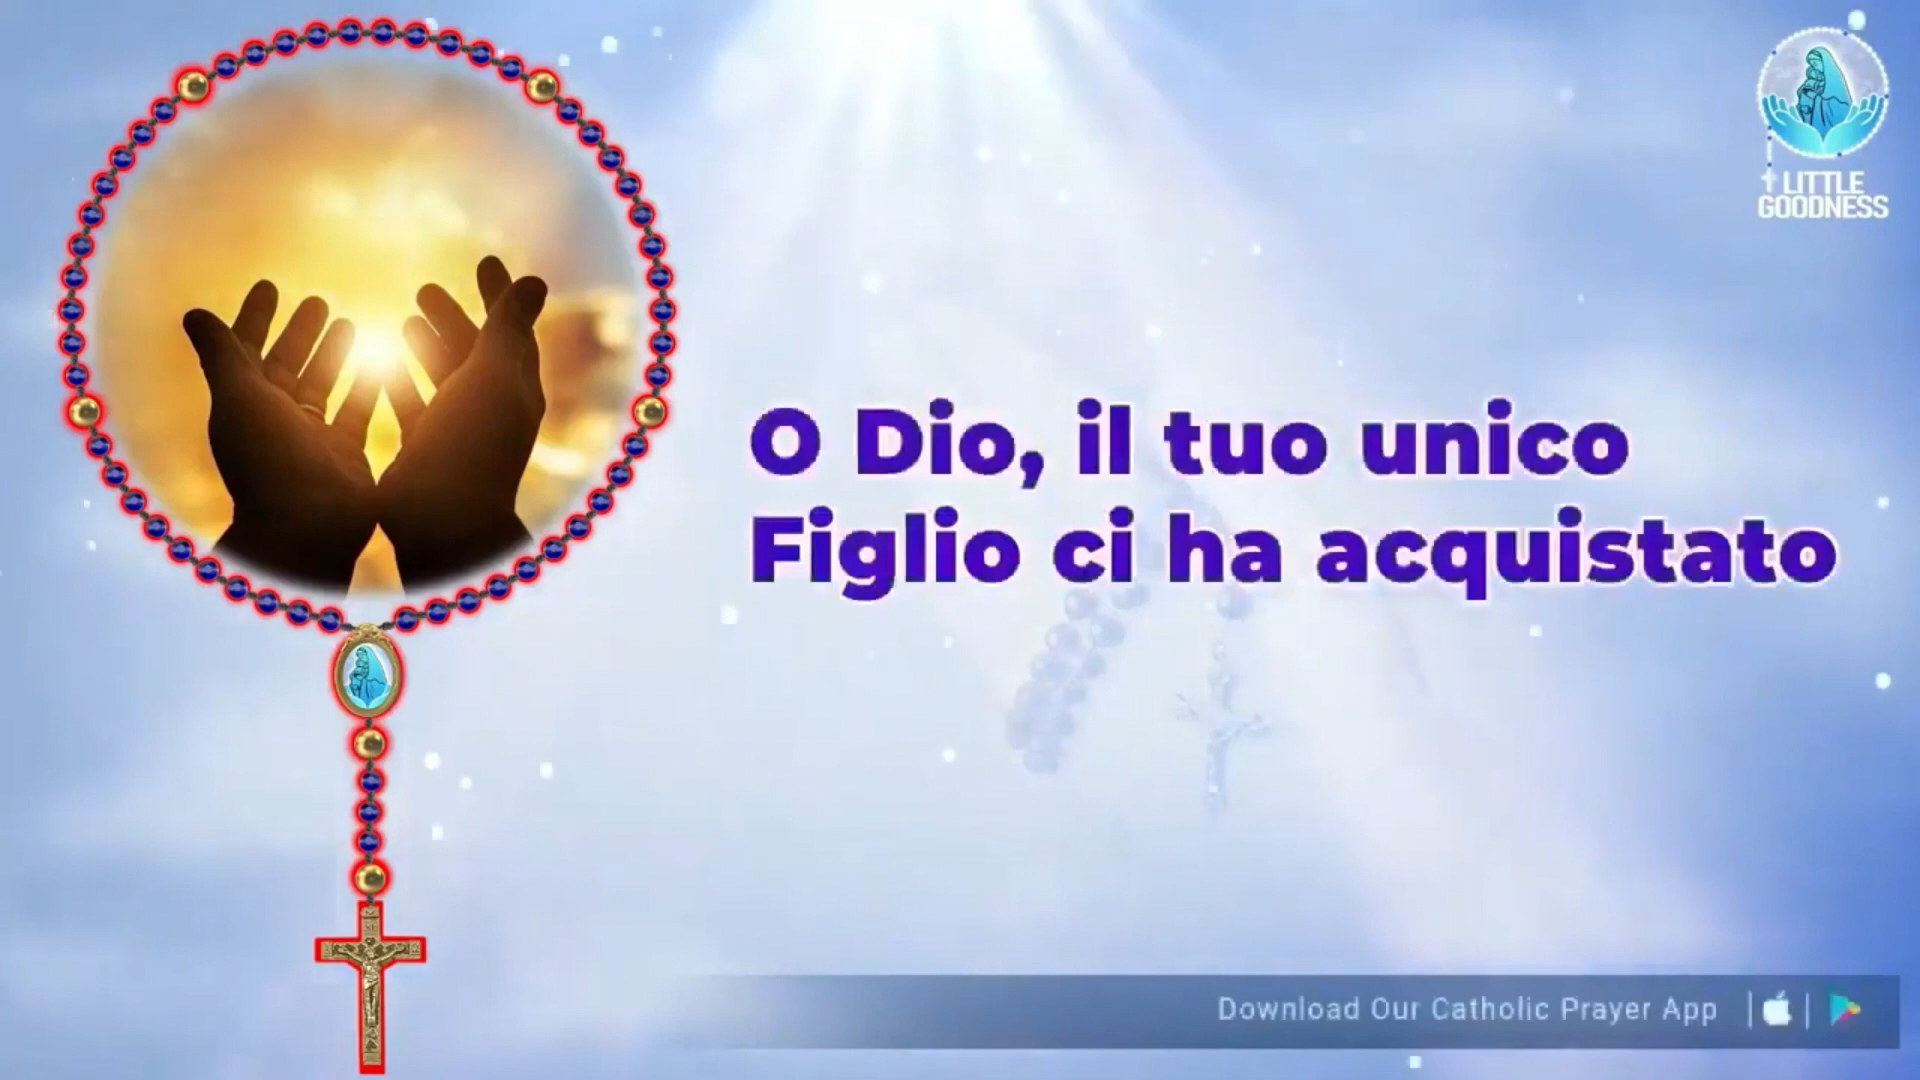 LITTLE
GOODNESS
O Dio, il tuo unico
Figlio ci ha acquistato
Download Our Catholic Prayer App